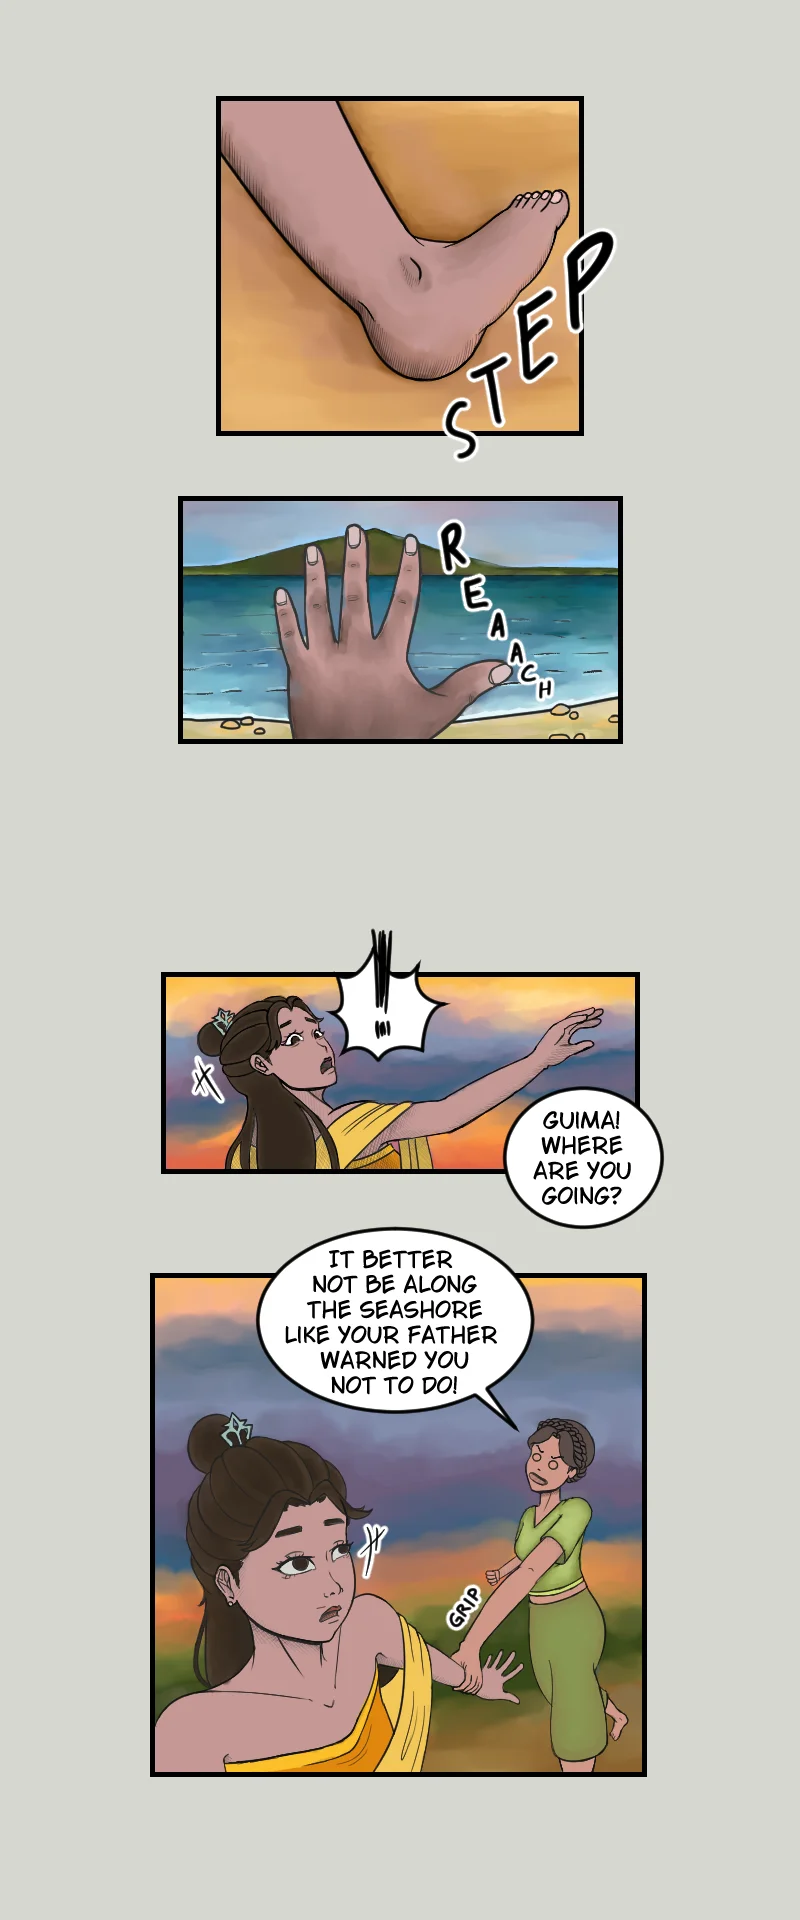 STEP
REAACH
!!!
GUIMA!
WHERE
ARE YOU
GOING?
IT BETTER
NOT BE ALONG
THE SEASHORE
LIKE YOUR FATHER
WARNED YOU
NOT TO DO!
GRIP